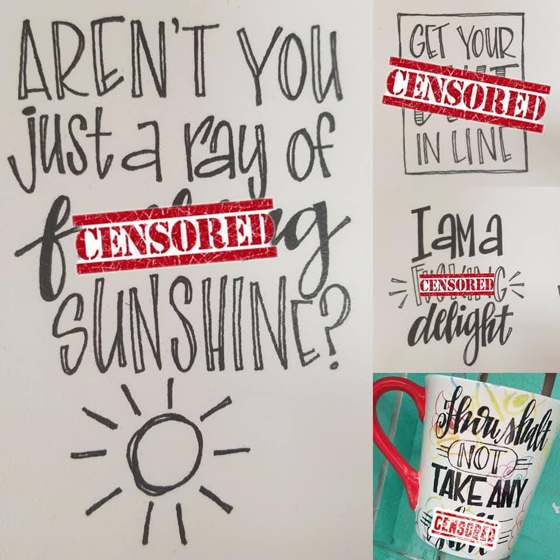 AREN'T YOU
just a ray of
CENSORED
SUNSHINE?
GET YOUR
CENSORED
IN LINE
I am a
CENSORED
delight
Thou shalt
NOT
TAKE ANY
CENSORED